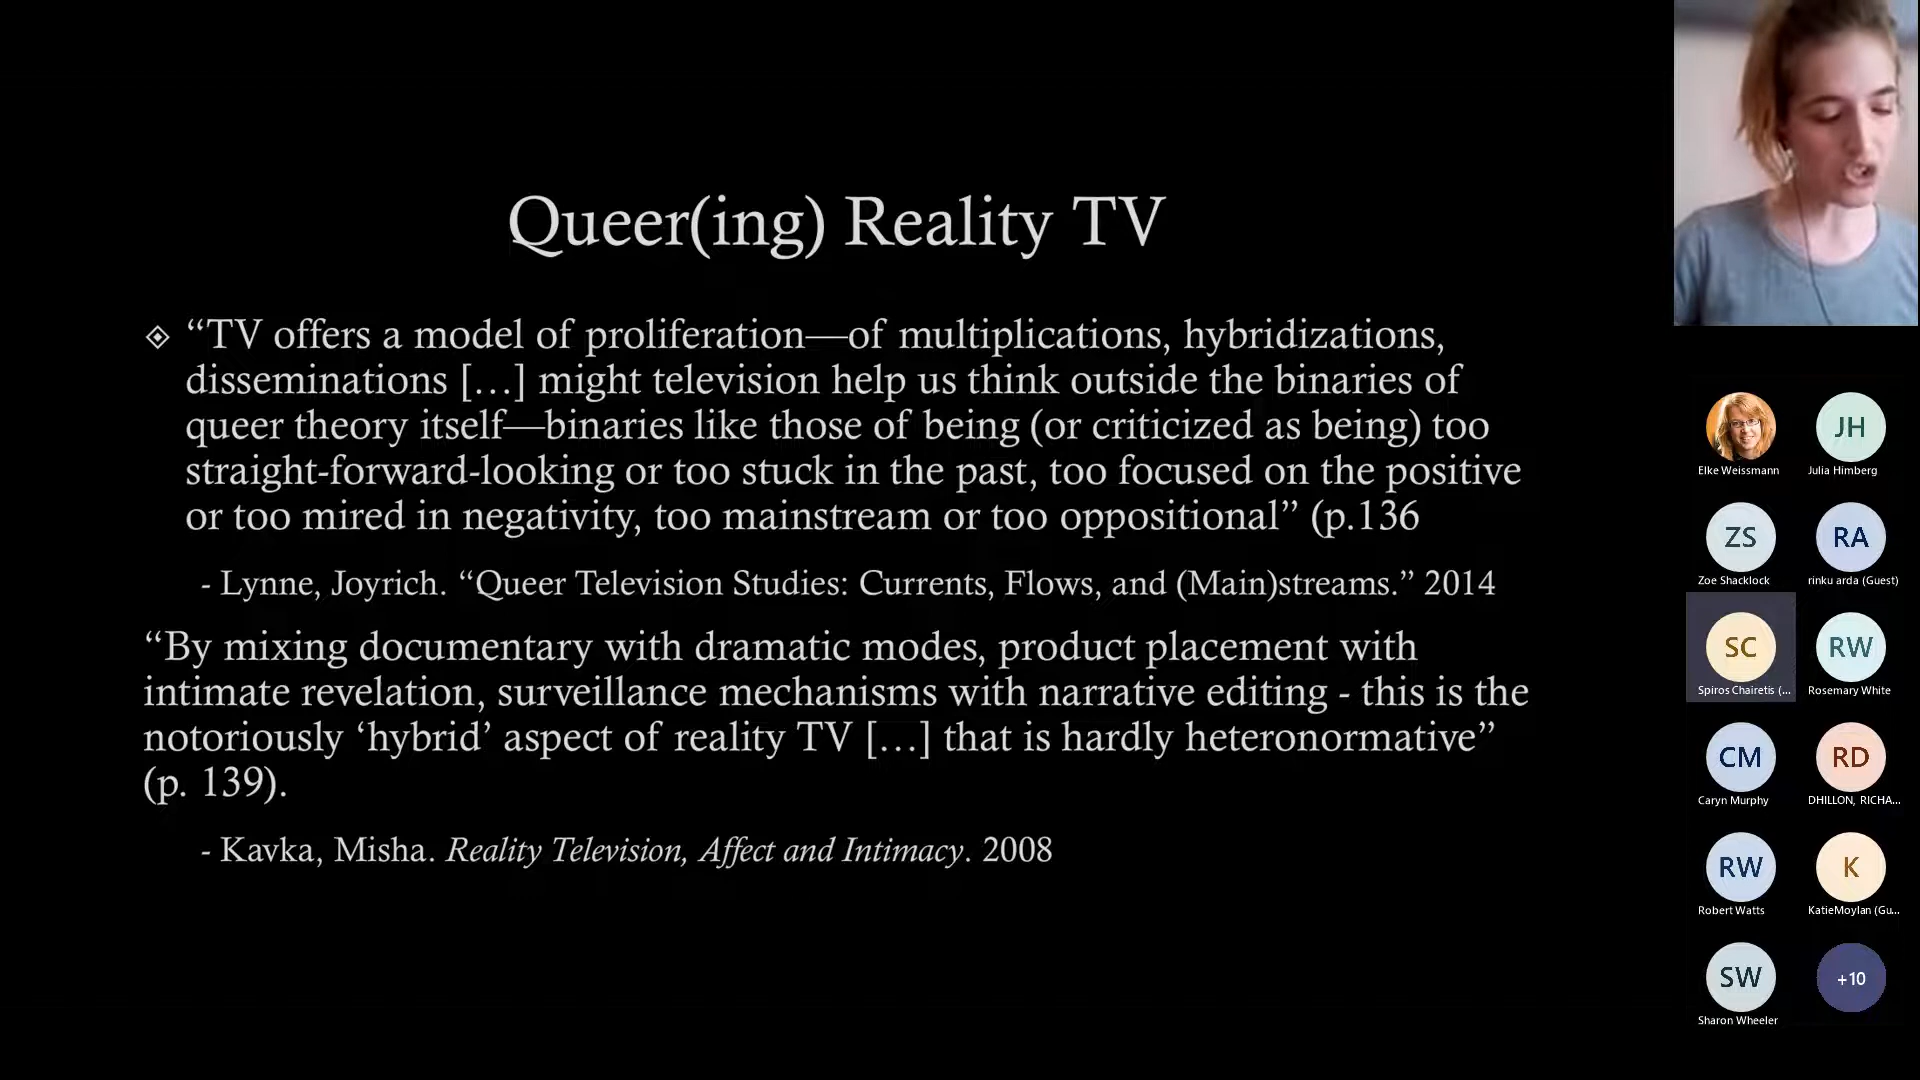 Queer(ing) Reality TV
“TV offers a model of proliferation—of multiplications, hybridizations,
disseminations […] might television help us think outside the binaries of
queer theory itself—binaries like those of being (or criticized as being) too
straight-forward-looking or too stuck in the past, too focused on the positive
or too mired in negativity, too mainstream or too oppositional” (p.136
- Lynne, Joyrich. “Queer Television Studies: Currents, Flows, and (Main)streams.” 2014
“By mixing documentary with dramatic modes, product placement with
intimate revelation, surveillance mechanisms with narrative editing - this is the
notoriously ‘hybrid’ aspect of reality TV […] that is hardly heteronormative”
(p. 139).
- Kavka, Misha. Reality Television, Affect and Intimacy. 2008
JH
Elke Weissmann
Julia Himberg
ZS
RA
Zoe Shacklock
rinku arda (Guest)
SC
RW
Spiros Chairetis (...
Rosemary White
CM
RD
Caryn Murphy
DHILLON, RICHA...
RW
K
Robert Watts
KatieMoylan (Gu...
SW
+10
Sharon Wheeler